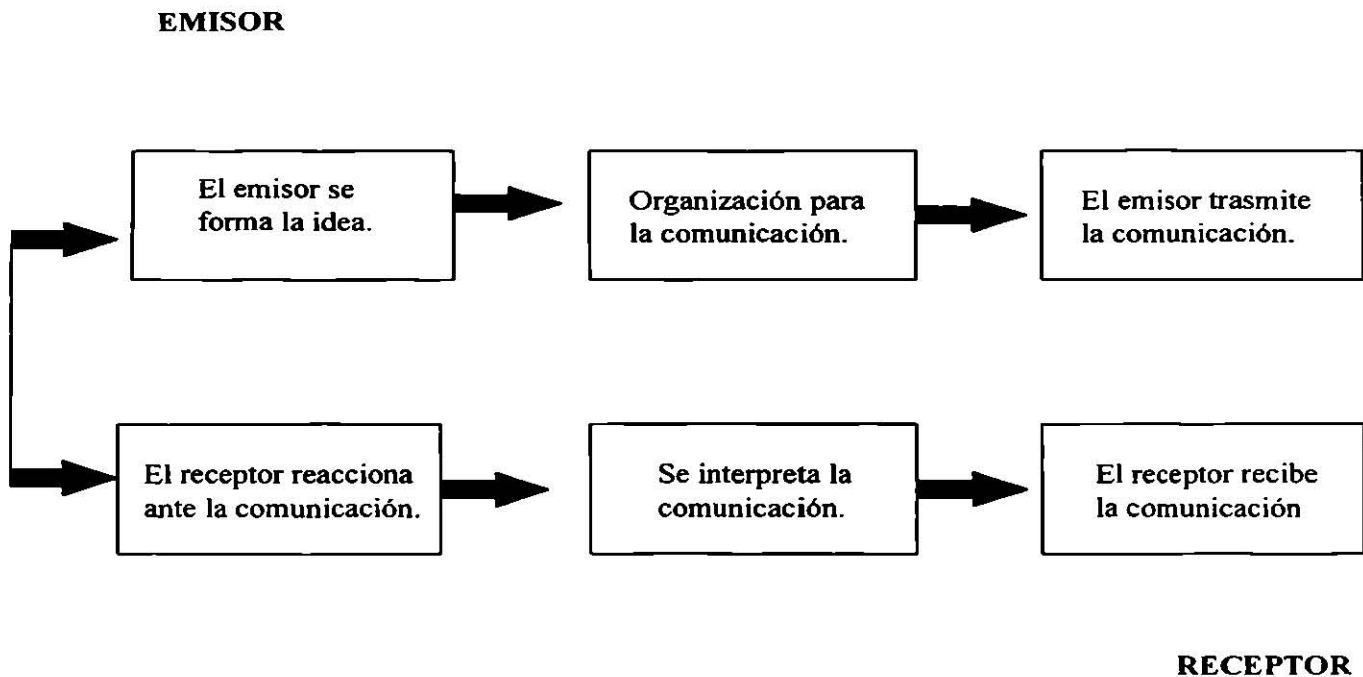 EMISOR
El emisor se
forma la idea.
Organización para
la comunicación.
El emisor trasmite
la comunicación.
El receptor reacciona
ante la comunicación.
Se interpreta la
comunicación.
El receptor recibe
la comunicación
RECEPTOR